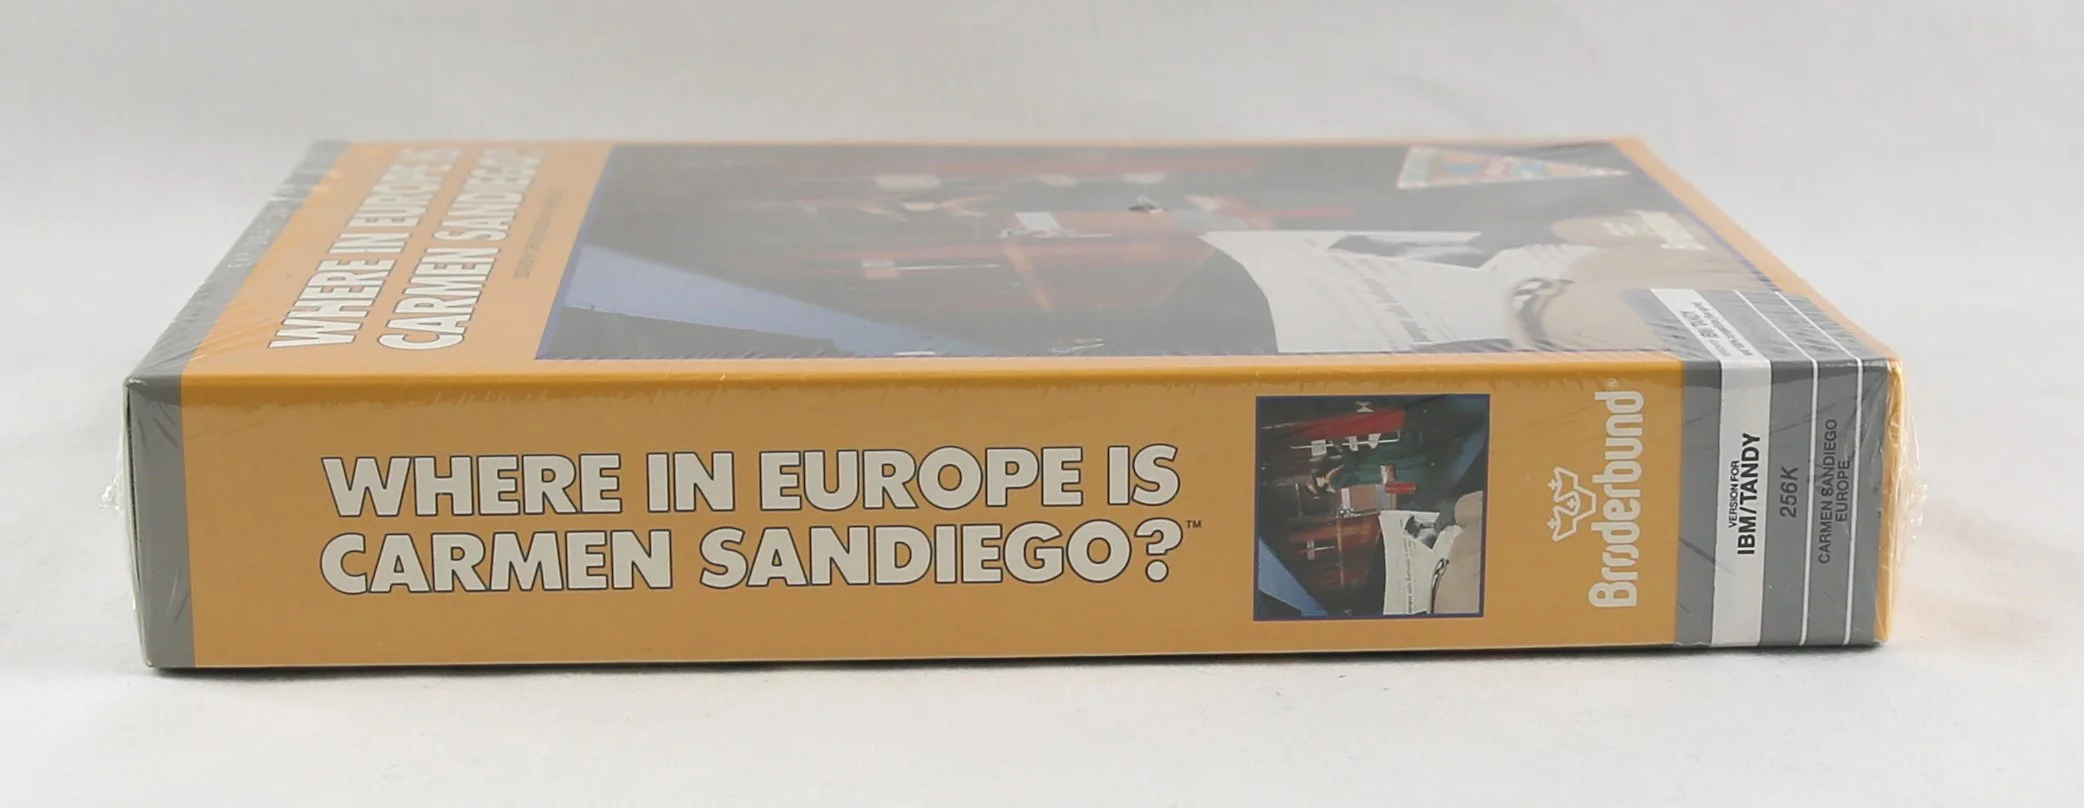 WHERE IN EUROPE IS
CARMEN SANDIEGO?
WHERE IN EUROPE IS
CARMEN SANDIEGO?™
Brøderbund®
VERSION FOR
IBM/TANDY
256K
CARMEN SANDIEGO
EUROPE